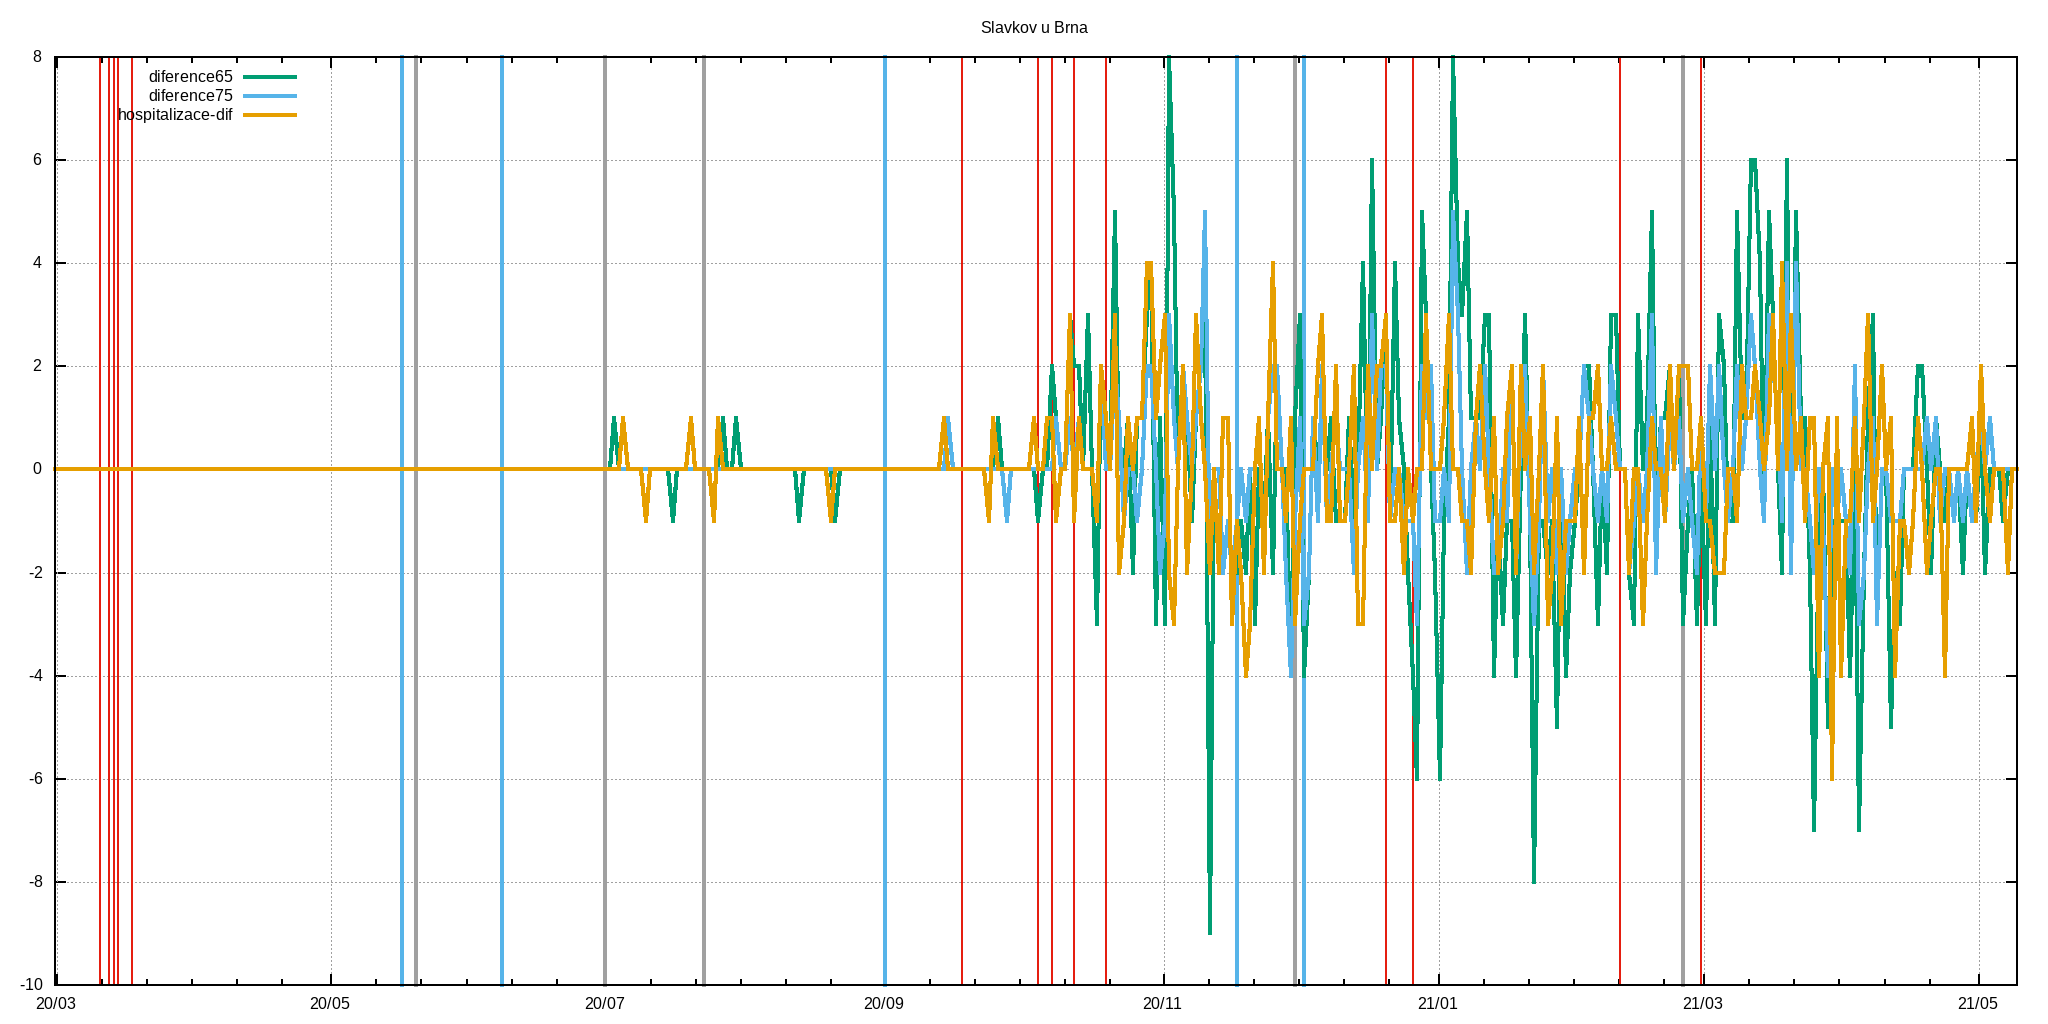 Slavkov u Brna
8
diference65
diference75
hospitalizace-dif
6
4
2
0
-2
-4
-6
-8
-10
20/03 20/05 20/07 20/09 20/11 21/01 21/03 21/05